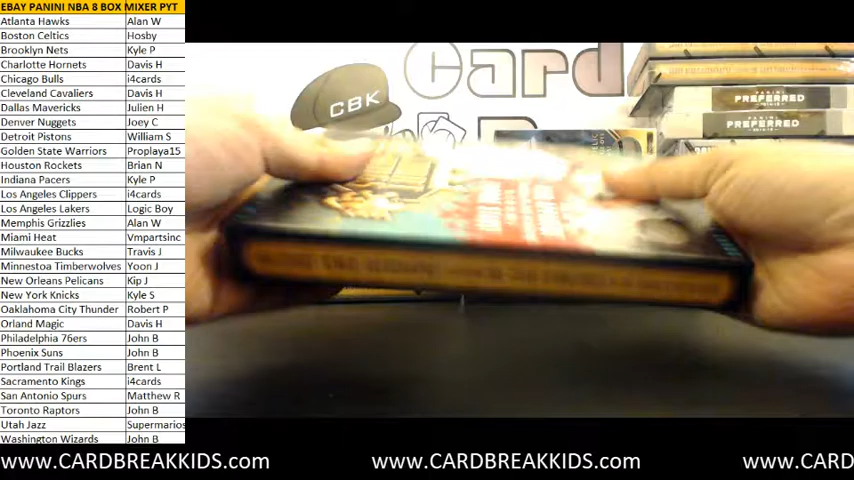 EBAY PANINI NBA 8 BOX MIXER PYT
Atlanta Hawks Alan W
Boston Celtics Hosby
Brooklyn Nets Kyle P
Charlotte Hornets Davis H
Chicago Bulls i4cards
Cleveland Cavaliers Davis H
Dallas Mavericks Julien H
Denver Nuggets Joey C
Detroit Pistons William S
Golden State Warriors Proplaya15
Houston Rockets Brian N
Indiana Pacers Kyle P
Los Angeles Clippers i4cards
Los Angeles Lakers Logic Boy
Memphis Grizzlies Alan W
Miami Heat Vmpartsinc
Milwaukee Bucks Travis J
Minnestoa Timberwolves Yoon J
New Orleans Pelicans Kip J
New York Knicks Kyle S
Oaklahoma City Thunder Robert P
Orland Magic Davis H
Philadelphia 76ers John B
Phoenix Suns John B
Portland Trail Blazers Brent L
Sacramento Kings i4cards
San Antonio Spurs Matthew R
Toronto Raptors John B
Utah Jazz Supermarios
Washington Wizards John B
Card
CBK
PREFERRED
PREFERRED
www.CARDBREAKKIDS.com www.CARDBREAKKIDS.com www.CARD